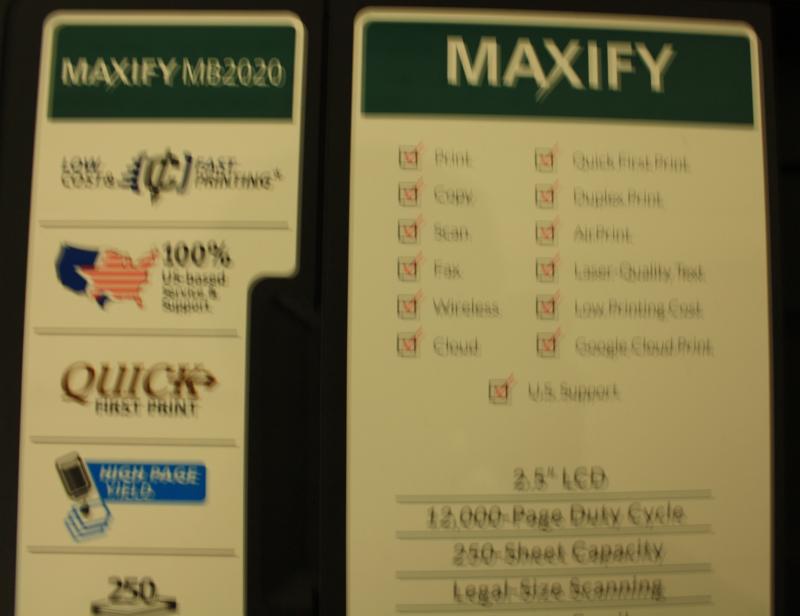 MAXIFY MB2020
LOW COST & FAST PRINTING
100%
U.S.-based
Service &
Support
QUICK
FIRST PRINT
HIGH PAGE
YIELD
250
MAXIFY
Print
Copy
Scan
Fax
Wireless
Cloud
Quick First Print
Duplex Print
AirPrint
Laser-Quality Text
Low Printing Cost
Google Cloud Print
U.S. Support
2.5" LCD
12,000-Page Duty Cycle
250-Sheet Capacity
Legal-Size Scanning